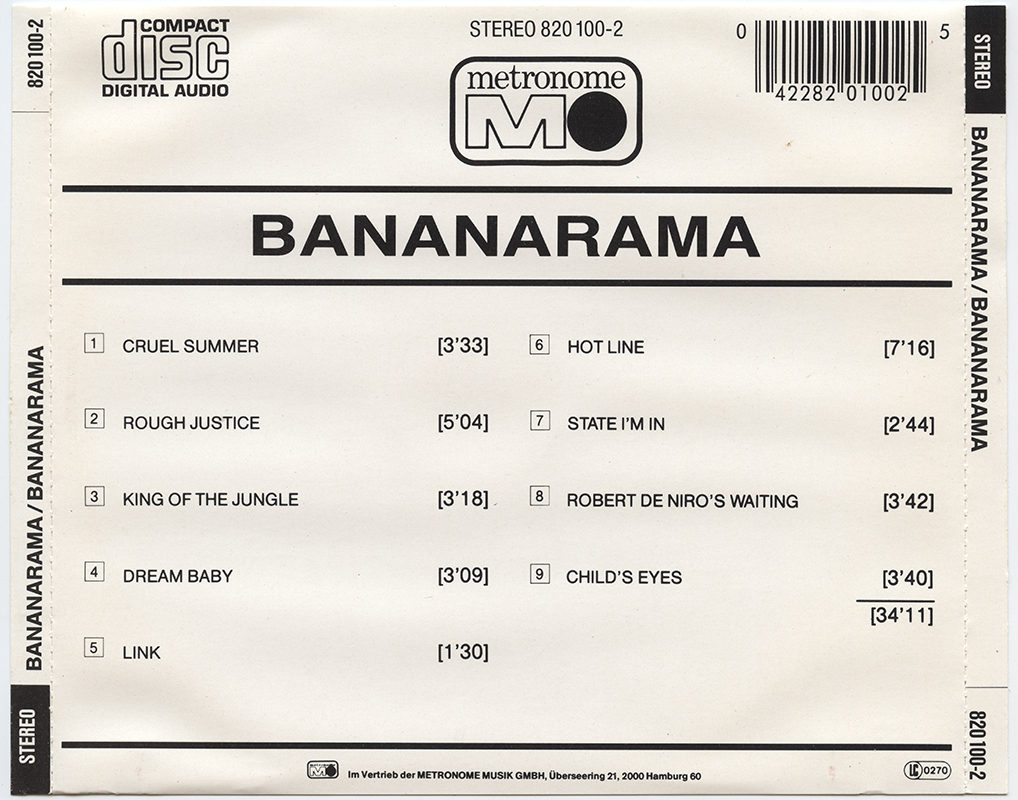 COMPACT
disc
DIGITAL AUDIO
STEREO 820 100-2
metronome
0 42282 01002 5
BANANARAMA
1 CRUEL SUMMER [3'33]
2 ROUGH JUSTICE [5'04]
3 KING OF THE JUNGLE [3'18]
4 DREAM BABY [3'09]
5 LINK [1'30]
6 HOT LINE [7'16]
7 STATE I'M IN [2'44]
8 ROBERT DE NIRO'S WAITING [3'42]
9 CHILD'S EYES [3'40]
[34'11]
Im Vertrieb der METRONOME MUSIK GMBH, Überseering 21, 2000 Hamburg 60
LC 0270
STEREO BANANARAMA / BANANARAMA 820 100-2
STEREO BANANARAMA / BANANARAMA 820 100-2